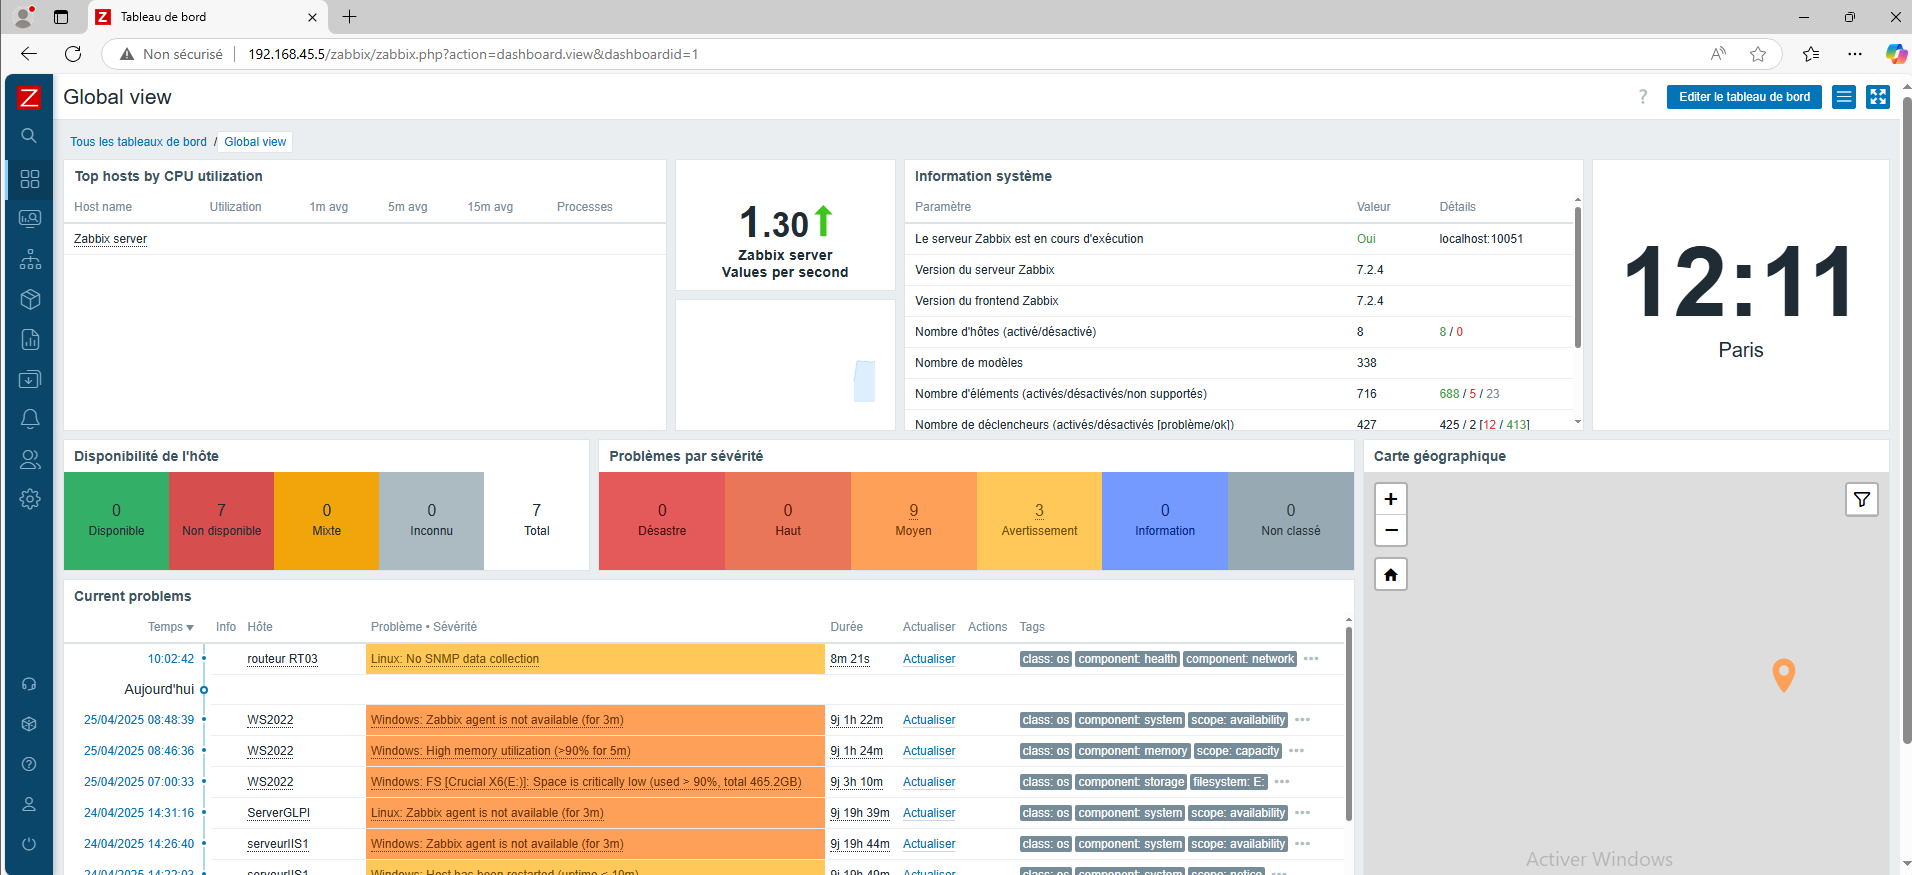 Tableau de bord
Non sécurisé
192.168.45.5/zabbix/zabbix.php?action=dashboard.view&dashboardid=1
Z
Global view
?
Editer le tableau de bord
Tous les tableaux de bord / Global view
Top hosts by CPU utilization
Host name Utilization 1m avg 5m avg 15m avg Processes
Zabbix server
1.30
Zabbix server
Values per second
Information système
Paramètre Valeur Détails
Le serveur Zabbix est en cours d'exécution Oui localhost:10051
Version du serveur Zabbix 7.2.4
Version du frontend Zabbix 7.2.4
Nombre d'hôtes (activé/désactivé) 8 8 / 0
Nombre de modèles 338
Nombre d'éléments (activés/désactivés/non supportés) 716 688 / 5 / 23
Nombre de déclencheurs (activés/désactivés [problème/ok]) 427 425 / 2 [12 / 413]
12:11
Paris
Disponibilité de l'hôte
0 Disponible
7 Non disponible
0 Mixte
0 Inconnu
7 Total
Problèmes par sévérité
0 Désastre
0 Haut
9 Moyen
3 Avertissement
0 Information
0 Non classé
Carte géographique
+
−
Current problems
Temps Info Hôte Problème • Sévérité Durée Actualiser Actions Tags
10:02:42 routeur RT03 Linux: No SNMP data collection 8m 21s Actualiser class: os component: health component: network •••
Aujourd'hui
25/04/2025 08:48:39 WS2022 Windows: Zabbix agent is not available (for 3m) 9j 1h 22m Actualiser class: os component: system scope: availability •••
25/04/2025 08:46:36 WS2022 Windows: High memory utilization (>90% for 5m) 9j 1h 24m Actualiser class: os component: memory scope: capacity •••
25/04/2025 07:00:33 WS2022 Windows: FS [Crucial X6(E:)]: Space is critically low (used > 90%, total 465.2GB) 9j 3h 10m Actualiser class: os component: storage filesystem: E: •••
24/04/2025 14:31:16 ServerGLPI Linux: Zabbix agent is not available (for 3m) 9j 19h 39m Actualiser class: os component: system scope: availability •••
24/04/2025 14:26:40 serveurIIS1 Windows: Zabbix agent is not available (for 3m) 9j 19h 44m Actualiser class: os component: system scope: availability •••
24/04/2025 14:22:03 serveurIIS1 Windows: Host has been restarted (uptime < 10m) 9j 19h 49m Actualiser class: os component: system scope: notice •••
Activer Windows